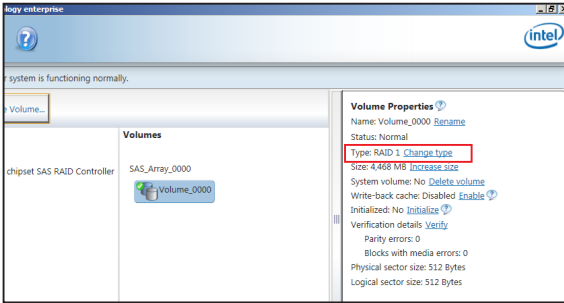 ology enterprise
intel
r system is functioning normally.
e Volume...
Volumes
chipset SAS RAID Controller
SAS_Array_0000
Volume_0000
Volume Properties
Name: Volume_0000 Rename
Status: Normal
Type: RAID 1 Change type
Size: 4,468 MB Increase size
System volume: No Delete volume
Write-back cache: Disabled Enable
Initialized: No Initialize
Verification details Verify
Parity errors: 0
Blocks with media errors: 0
Physical sector size: 512 Bytes
Logical sector size: 512 Bytes